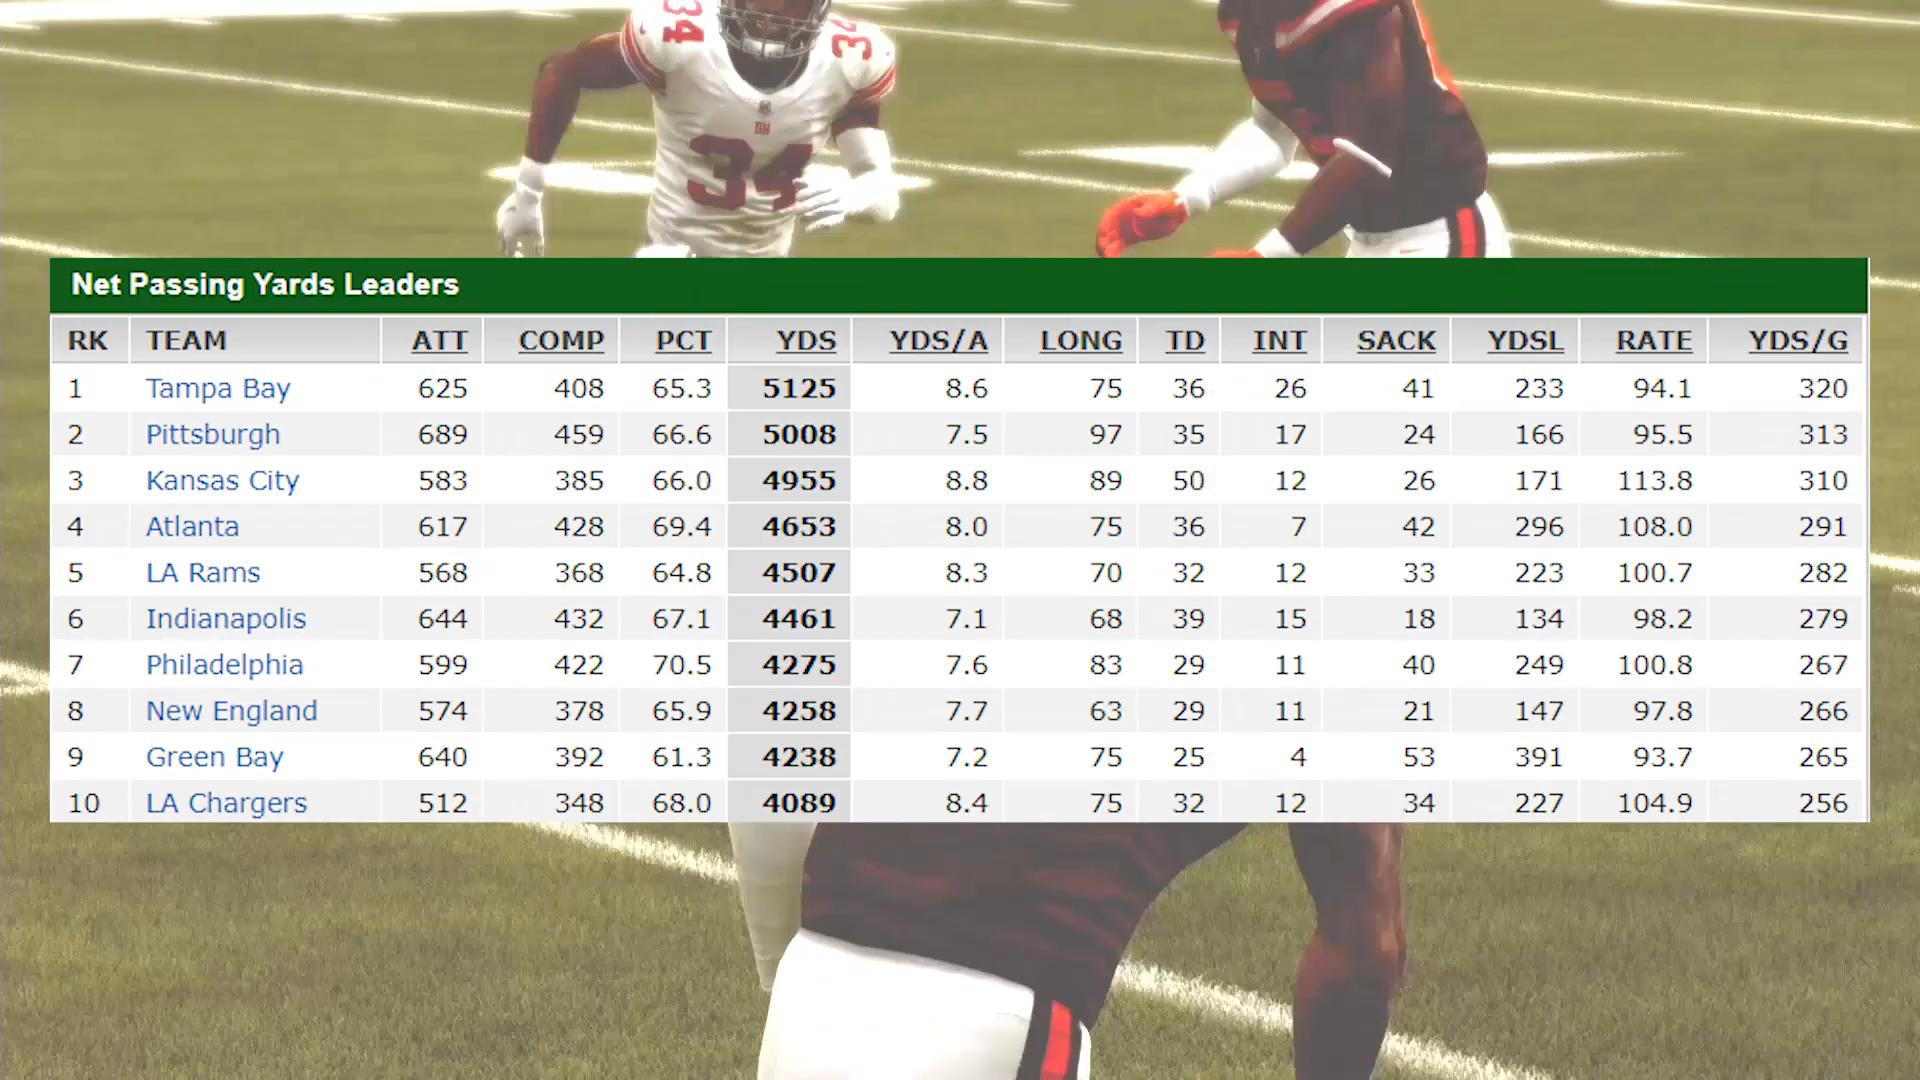 34 34
NY
34
Net Passing Yards Leaders
RK TEAM ATT COMP PCT YDS YDS/A LONG TD INT SACK YDSL RATE YDS/G
1 Tampa Bay 625 408 65.3 5125 8.6 75 36 26 41 233 94.1 320
2 Pittsburgh 689 459 66.6 5008 7.5 97 35 17 24 166 95.5 313
3 Kansas City 583 385 66.0 4955 8.8 89 50 12 26 171 113.8 310
4 Atlanta 617 428 69.4 4653 8.0 75 36 7 42 296 108.0 291
5 LA Rams 568 368 64.8 4507 8.3 70 32 12 33 223 100.7 282
6 Indianapolis 644 432 67.1 4461 7.1 68 39 15 18 134 98.2 279
7 Philadelphia 599 422 70.5 4275 7.6 83 29 11 40 249 100.8 267
8 New England 574 378 65.9 4258 7.7 63 29 11 21 147 97.8 266
9 Green Bay 640 392 61.3 4238 7.2 75 25 4 53 391 93.7 265
10 LA Chargers 512 348 68.0 4089 8.4 75 32 12 34 227 104.9 256